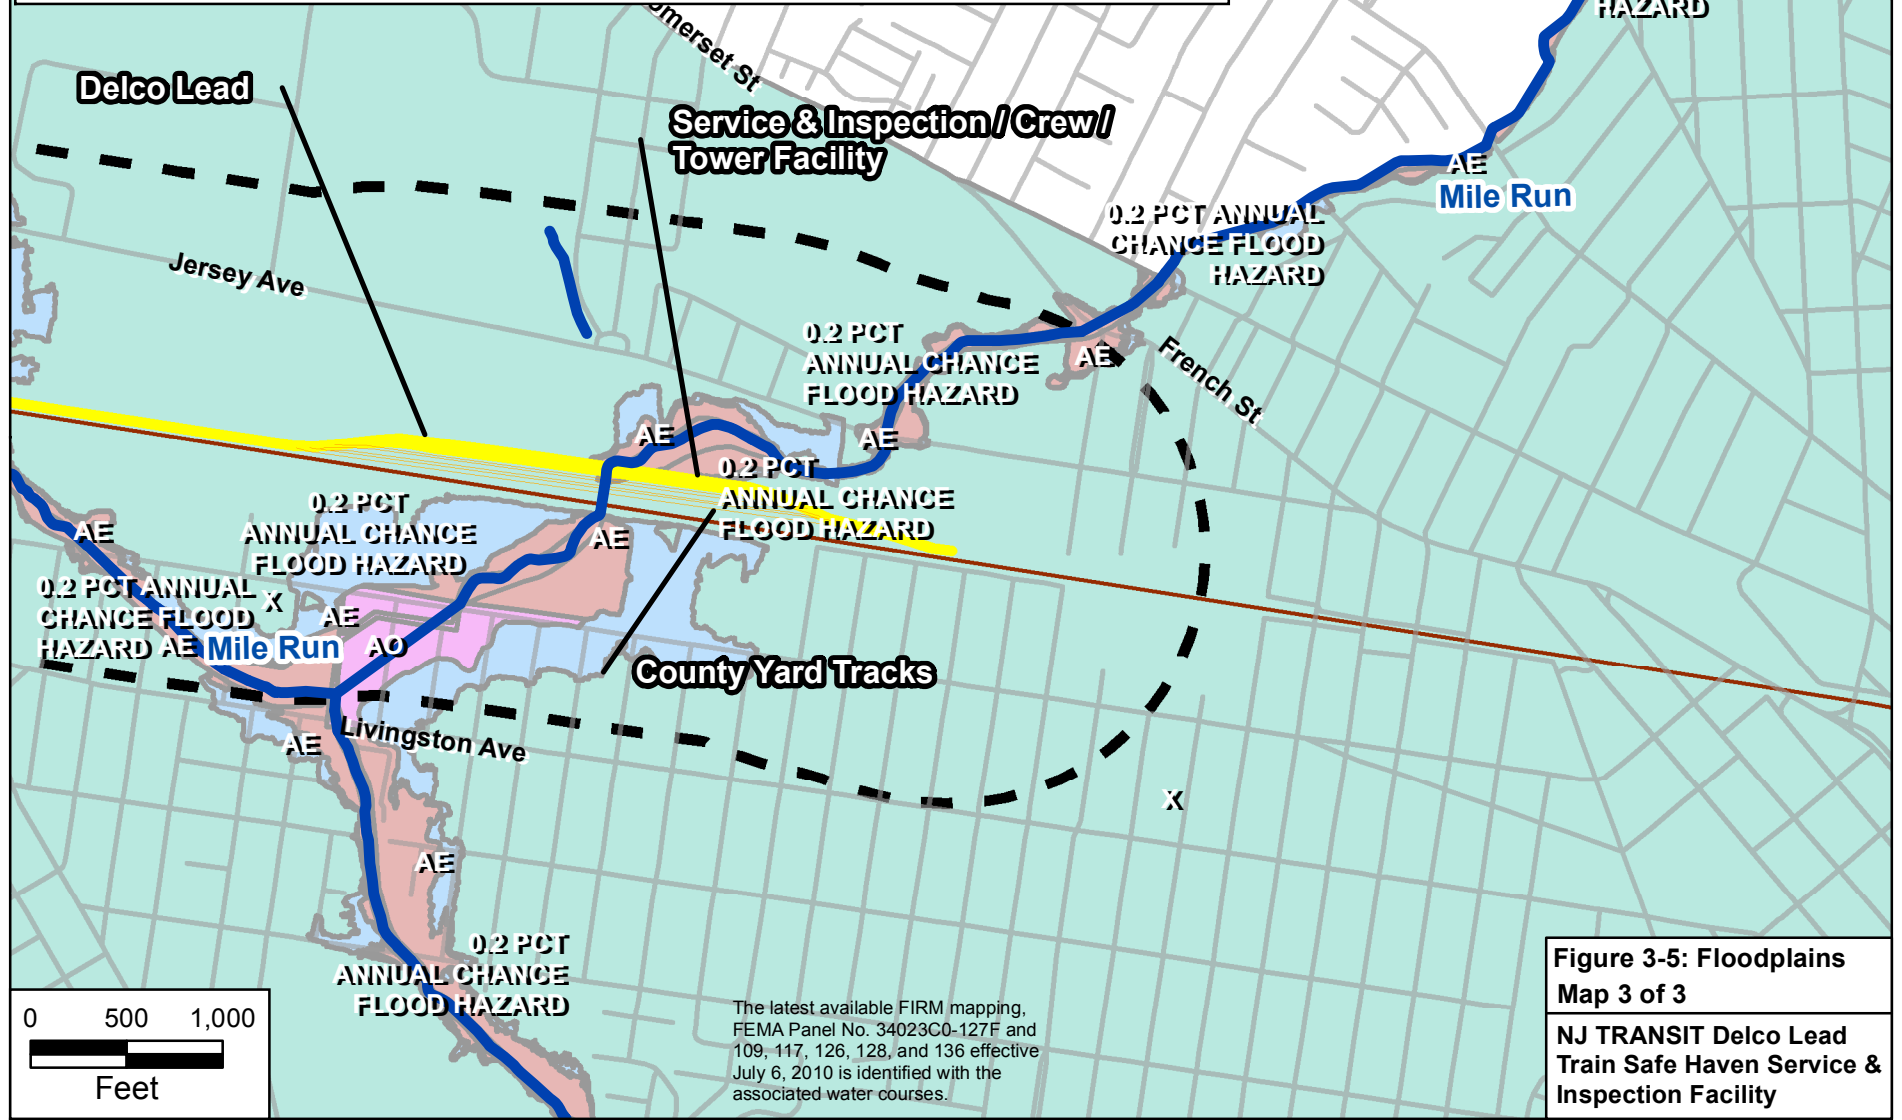 HAZARD
omerset St
Delco Lead
Service & Inspection / Crew /
Tower Facility
AE
Mile Run
0.2 PCT ANNUAL
CHANCE FLOOD
HAZARD
Jersey Ave
0.2 PCT
ANNUAL CHANCE
FLOOD HAZARD
AE
French St
AE
AE
0.2 PCT
ANNUAL CHANCE
FLOOD HAZARD
0.2 PCT
ANNUAL CHANCE
FLOOD HAZARD
AE
AE
0.2 PCT ANNUAL
CHANCE FLOOD
HAZARD
X
AE
AE
Mile Run
AO
County Yard Tracks
Livingston Ave
AE
X
AE
0.2 PCT
ANNUAL CHANCE
FLOOD HAZARD
0 500 1,000
Feet
The latest available FIRM mapping,
FEMA Panel No. 34023C0-127F and
109, 117, 126, 128, and 136 effective
July 6, 2010 is identified with the
associated water courses.
Figure 3-5: Floodplains
Map 3 of 3
NJ TRANSIT Delco Lead
Train Safe Haven Service &
Inspection Facility